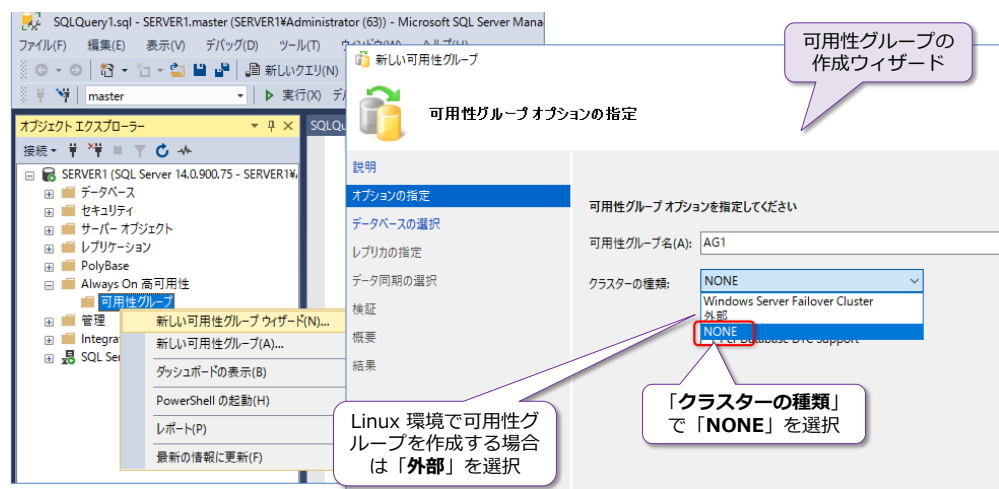 SQLQuery1.sql - SERVER1.master (SERVER1¥Administrator (63)) - Microsoft SQL Server Mana
ファイル(F) 編集(E) 表示(V) デバッグ(D) ツール(T)
新しいクエリ(N)
master
実行(X)
オブジェクト エクスプローラー
接続
SERVER1 (SQL Server 14.0.900.75 - SERVER1¥
データベース
セキュリティ
サーバー オブジェクト
レプリケーション
PolyBase
Always On 高可用性
可用性グループ
管理
Integra
SQL Ser
新しい可用性グループ ウィザード(N)...
新しい可用性グループ(A)...
ダッシュボードの表示(B)
PowerShell の起動(H)
レポート(P)
最新の情報に更新(F)
新しい可用性グループ
可用性グループ オプションの指定
説明
オプションの指定
データベースの選択
レプリカの指定
データ同期の選択
検証
概要
結果
可用性グループ オプションを指定してください
可用性グループ名(A):
AG1
クラスターの種類:
NONE
Windows Server Failover Cluster
外部
NONE
Per Database DTC Support
可用性グループの
作成ウィザード
Linux 環境で可用性グ
ループを作成する場合
は「外部」を選択
「クラスターの種類」
で「NONE」を選択